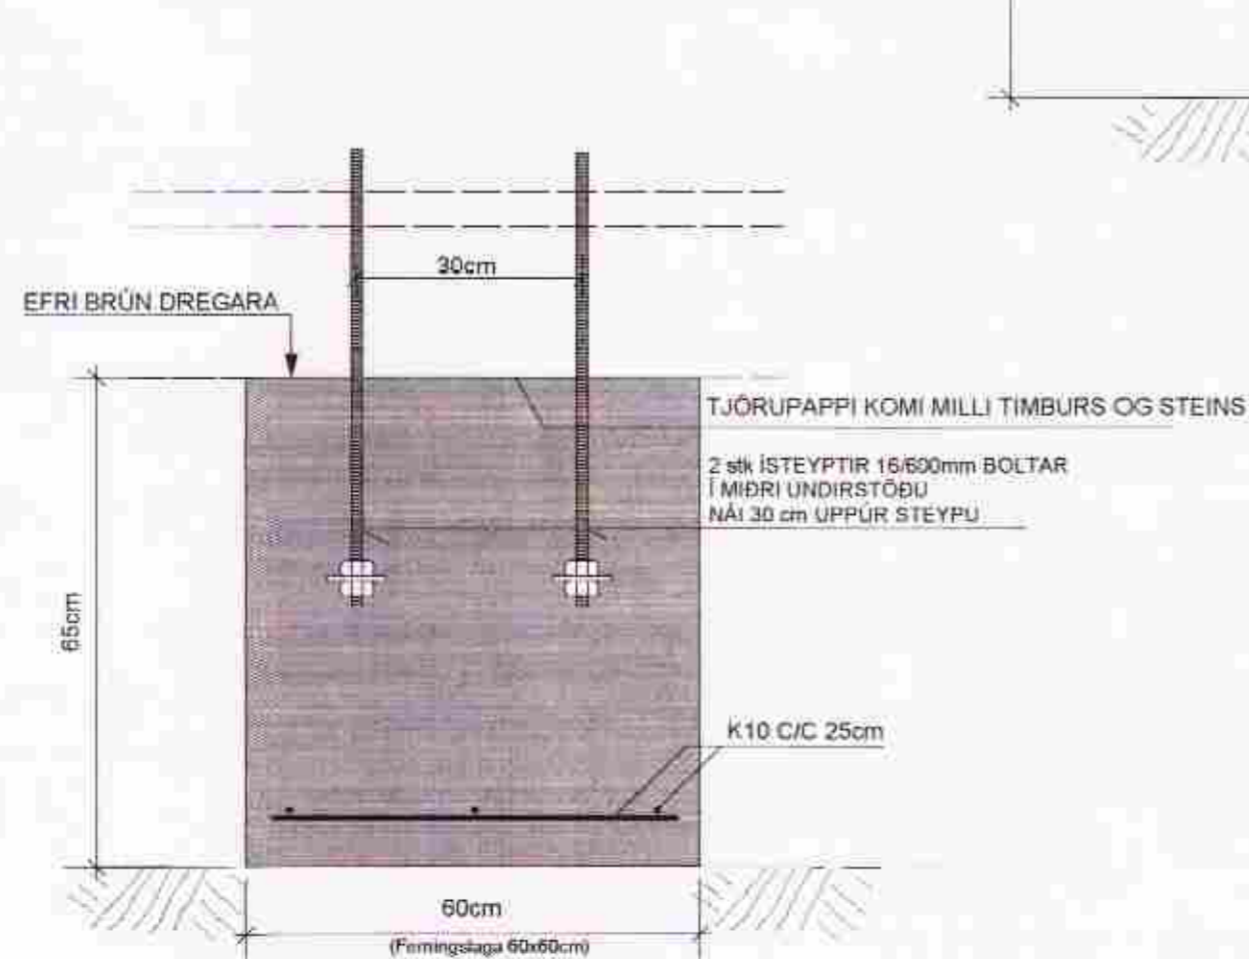 30cm
EFRI BRÚN DREGARA
TJÖRUPAPPI KOMI MILLI TIMBURS OG STEINS
2 stk ÍSTEYPTIR 16/600mm BOLTAR
Í MIÐRI UNDIRSTÖÐU
NÁI 30 cm UPPÚR STEYPU
65cm
K10 C/C 25cm
60cm
(Ferningslaga 60x60cm)